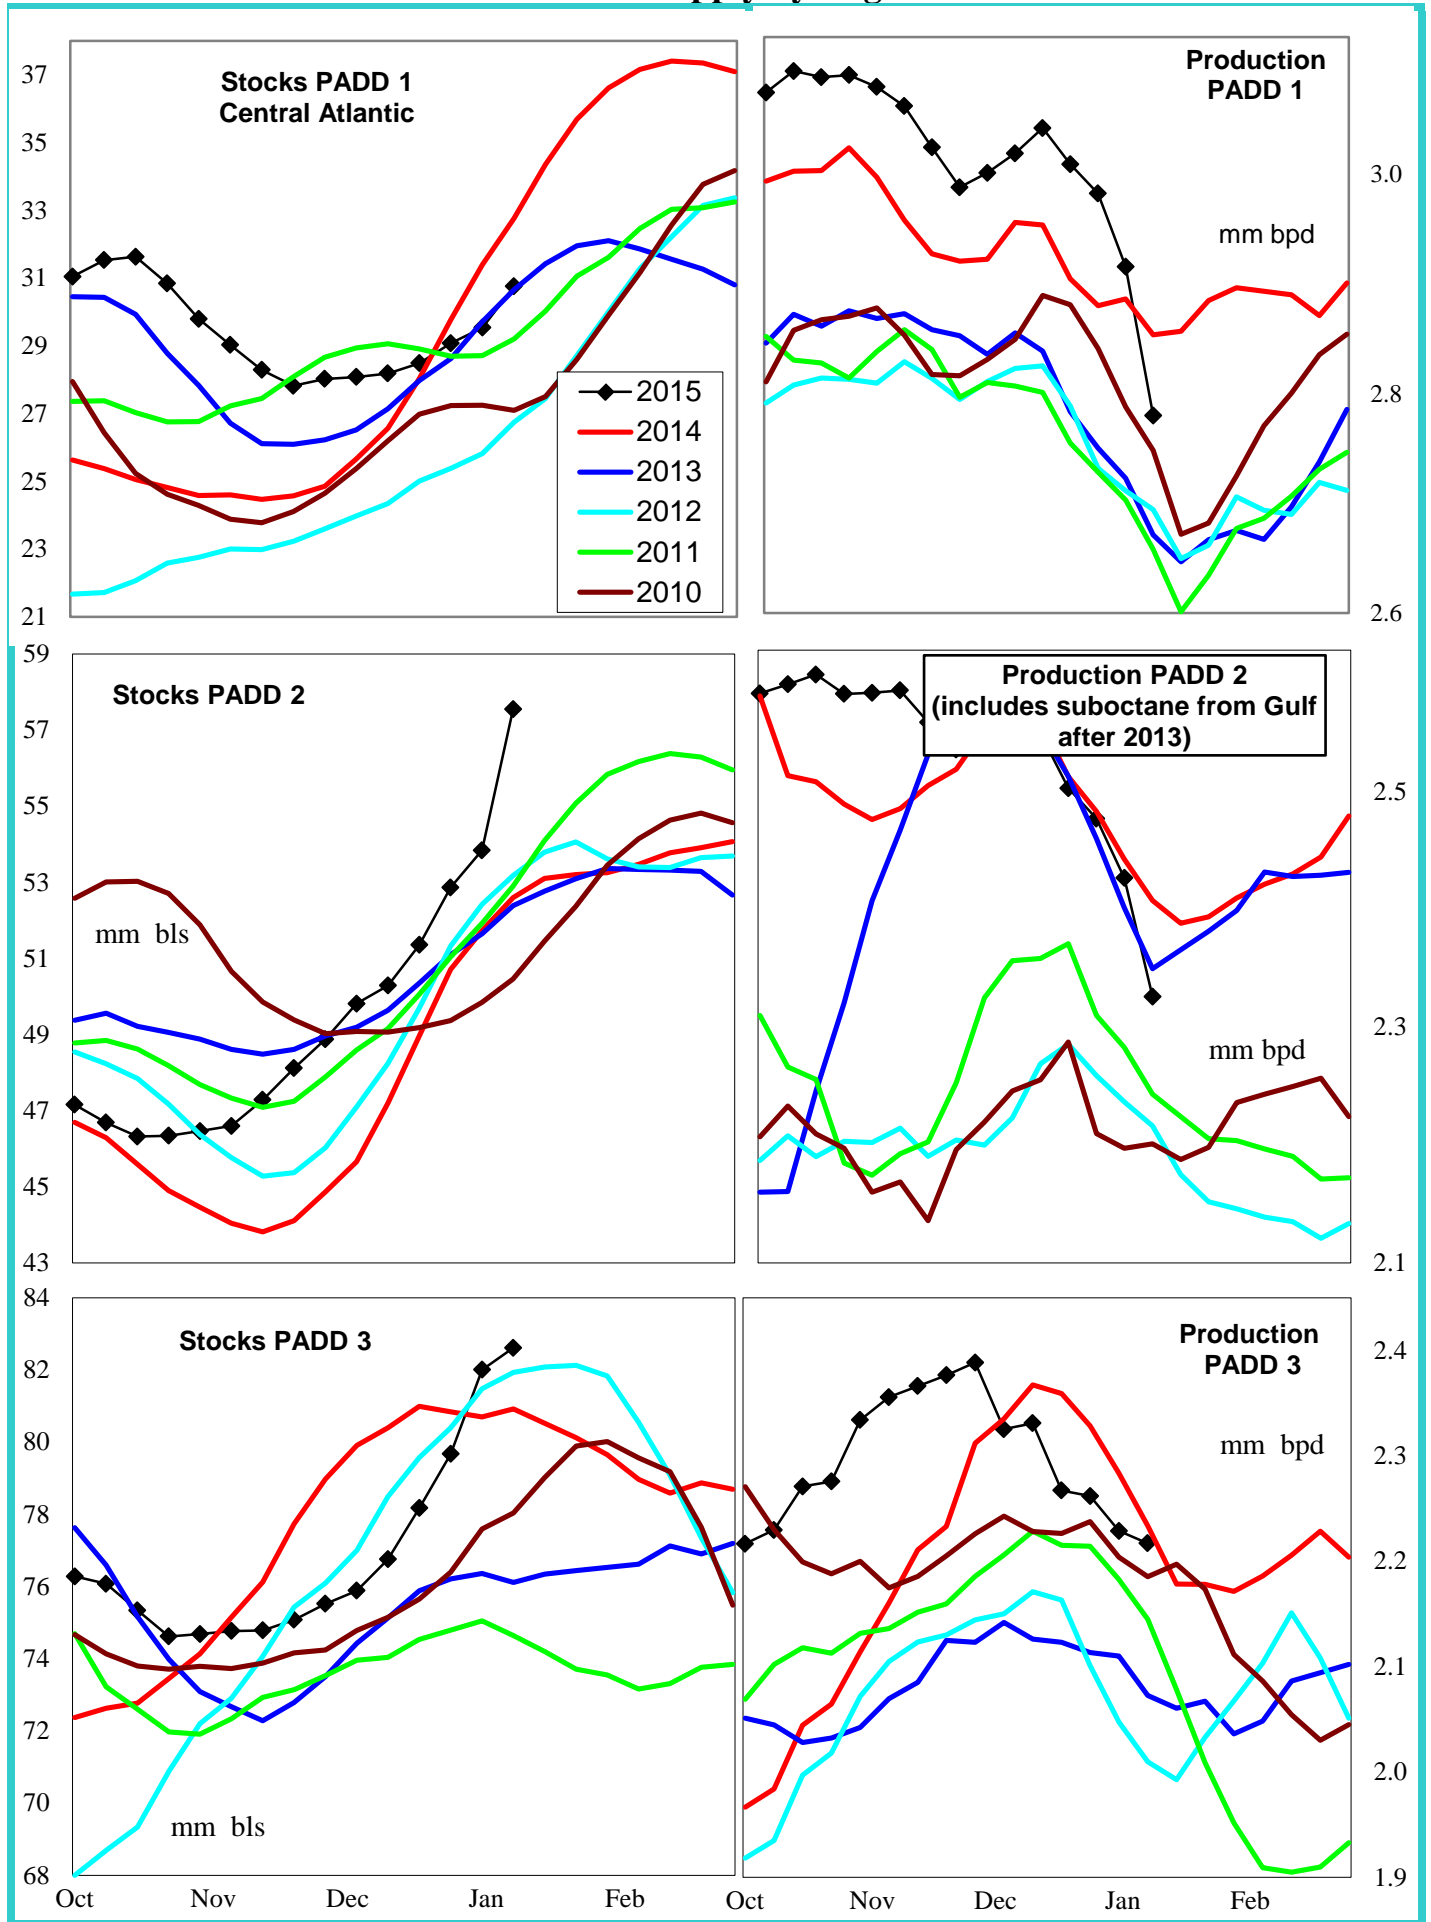 Stocks PADD 1
Central Atlantic
37
35
33
31
29
27
25
23
21
2015
2014
2013
2012
2011
2010
Production
PADD 1
mm bpd
3.0
2.8
2.6
Stocks PADD 2
mm bls
59
57
55
53
51
49
47
45
43
Production PADD 2
(includes suboctane from Gulf
after 2013)
mm bpd
2.5
2.3
2.1
Stocks PADD 3
mm bls
84
82
80
78
76
74
72
70
68
Oct Nov Dec Jan Feb
Production
PADD 3
mm bpd
2.4
2.3
2.2
2.1
2.0
1.9
Oct Nov Dec Jan Feb